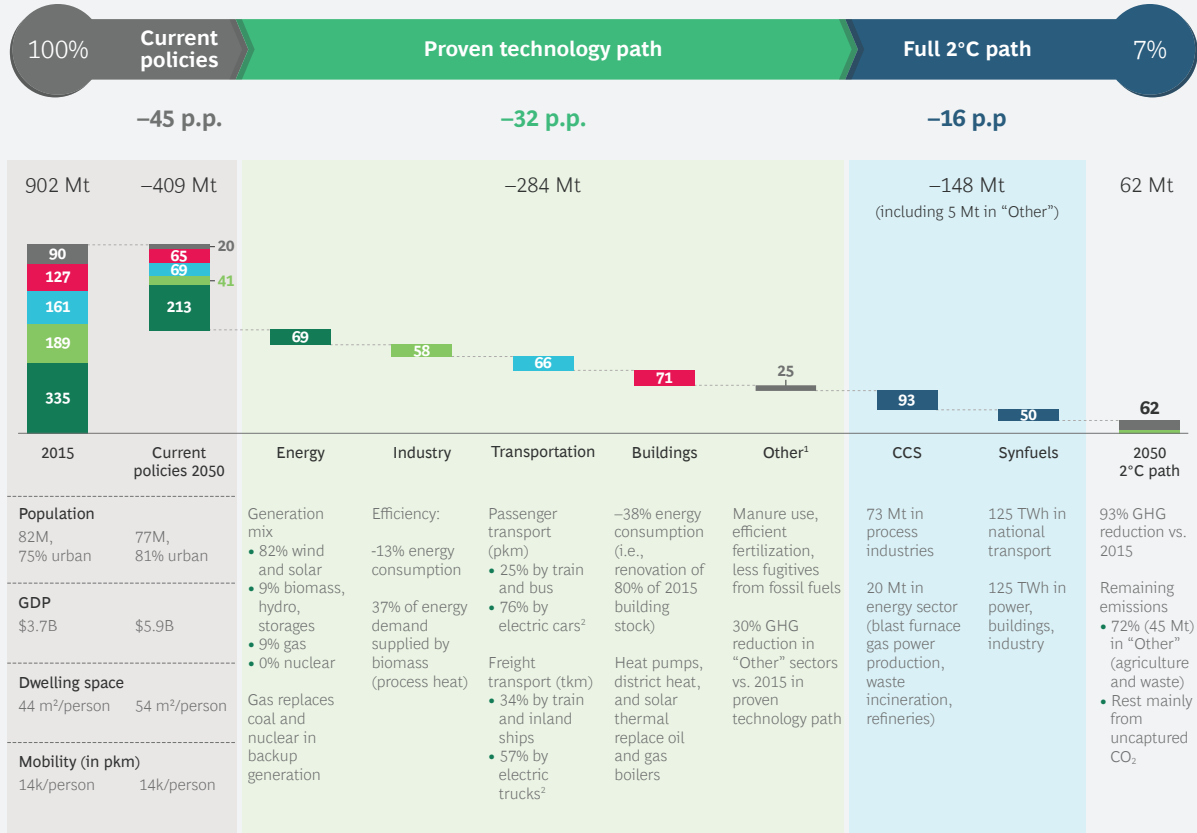 100%
Current
policies
Proven technology path
Full 2°C path
7%
–45 p.p.
–32 p.p.
–16 p.p
902 Mt
–409 Mt
–284 Mt
–148 Mt
(including 5 Mt in “Other”)
62 Mt
90
127
161
189
335
20
65
69
41
213
69
58
66
71
25
93
50
62
2015
Current
policies 2050
Energy
Industry
Transportation
Buildings
Other¹
CCS
Synfuels
2050
2°C path
Population
82M,
75% urban
77M,
81% urban
GDP
$3.7B
$5.9B
Dwelling space
44 m²/person
54 m²/person
Mobility (in pkm)
14k/person
14k/person
Generation
mix
• 82% wind
and solar
• 9% biomass,
hydro,
storages
• 9% gas
• 0% nuclear
Gas replaces
coal and
nuclear in
backup
generation
Efficiency:
-13% energy
consumption
37% of energy
demand
supplied by
biomass
(process heat)
Passenger
transport
(pkm)
• 25% by train
and bus
• 76% by
electric cars²
Freight
transport (tkm)
• 34% by train
and inland
ships
• 57% by
electric
trucks²
–38% energy
consumption
(i.e.,
renovation of
80% of 2015
building
stock)
Heat pumps,
district heat,
and solar
thermal
replace oil
and gas
boilers
Manure use,
efficient
fertilization,
less fugitives
from fossil fuels
30% GHG
reduction in
“Other” sectors
vs. 2015 in
proven
technology path
73 Mt in
process
industries
20 Mt in
energy sector
(blast furnace
gas power
production,
waste
incineration,
refineries)
125 TWh in
national
transport
125 TWh in
power,
buildings,
industry
93% GHG
reduction vs.
2015
Remaining
emissions
• 72% (45 Mt)
in “Other”
(agriculture
and waste)
• Rest mainly
from
uncaptured
CO₂